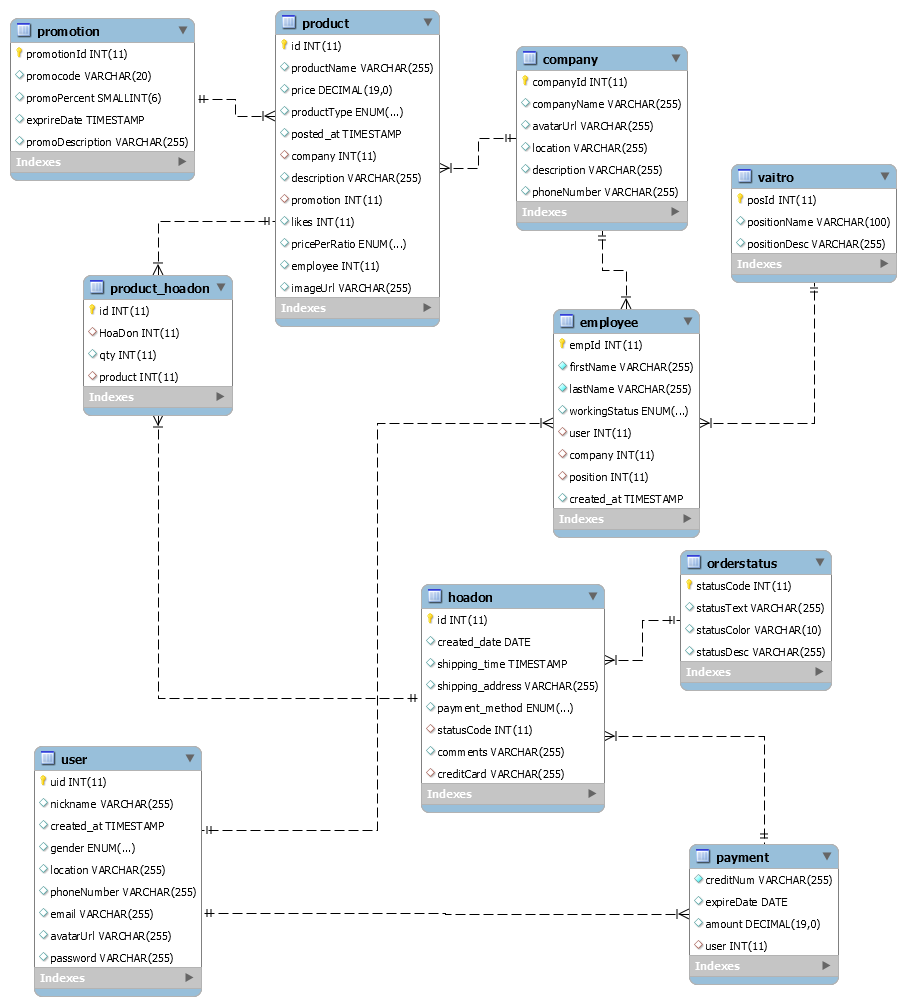 promotion
promotionId INT(11)
promocode VARCHAR(20)
promoPercent SMALLINT(6)
exprireDate TIMESTAMP
promoDescription VARCHAR(255)
Indexes
product
id INT(11)
productName VARCHAR(255)
price DECIMAL(19,0)
productType ENUM(...)
posted_at TIMESTAMP
company INT(11)
description VARCHAR(255)
promotion INT(11)
likes INT(11)
pricePerRatio ENUM(...)
employee INT(11)
imageUrl VARCHAR(255)
Indexes
company
companyId INT(11)
companyName VARCHAR(255)
avatarUrl VARCHAR(255)
location VARCHAR(255)
description VARCHAR(255)
phoneNumber VARCHAR(255)
Indexes
vaitro
posId INT(11)
positionName VARCHAR(100)
positionDesc VARCHAR(255)
Indexes
product_hoadon
id INT(11)
HoaDon INT(11)
qty INT(11)
product INT(11)
Indexes
employee
empId INT(11)
firstName VARCHAR(255)
lastName VARCHAR(255)
workingStatus ENUM(...)
user INT(11)
company INT(11)
position INT(11)
created_at TIMESTAMP
Indexes
hoadon
id INT(11)
created_date DATE
shipping_time TIMESTAMP
shipping_address VARCHAR(255)
payment_method ENUM(...)
statusCode INT(11)
comments VARCHAR(255)
creditCard VARCHAR(255)
Indexes
orderstatus
statusCode INT(11)
statusText VARCHAR(255)
statusColor VARCHAR(10)
statusDesc VARCHAR(255)
Indexes
user
uid INT(11)
nickname VARCHAR(255)
created_at TIMESTAMP
gender ENUM(...)
location VARCHAR(255)
phoneNumber VARCHAR(255)
email VARCHAR(255)
avatarUrl VARCHAR(255)
password VARCHAR(255)
Indexes
payment
creditNum VARCHAR(255)
expireDate DATE
amount DECIMAL(19,0)
user INT(11)
Indexes